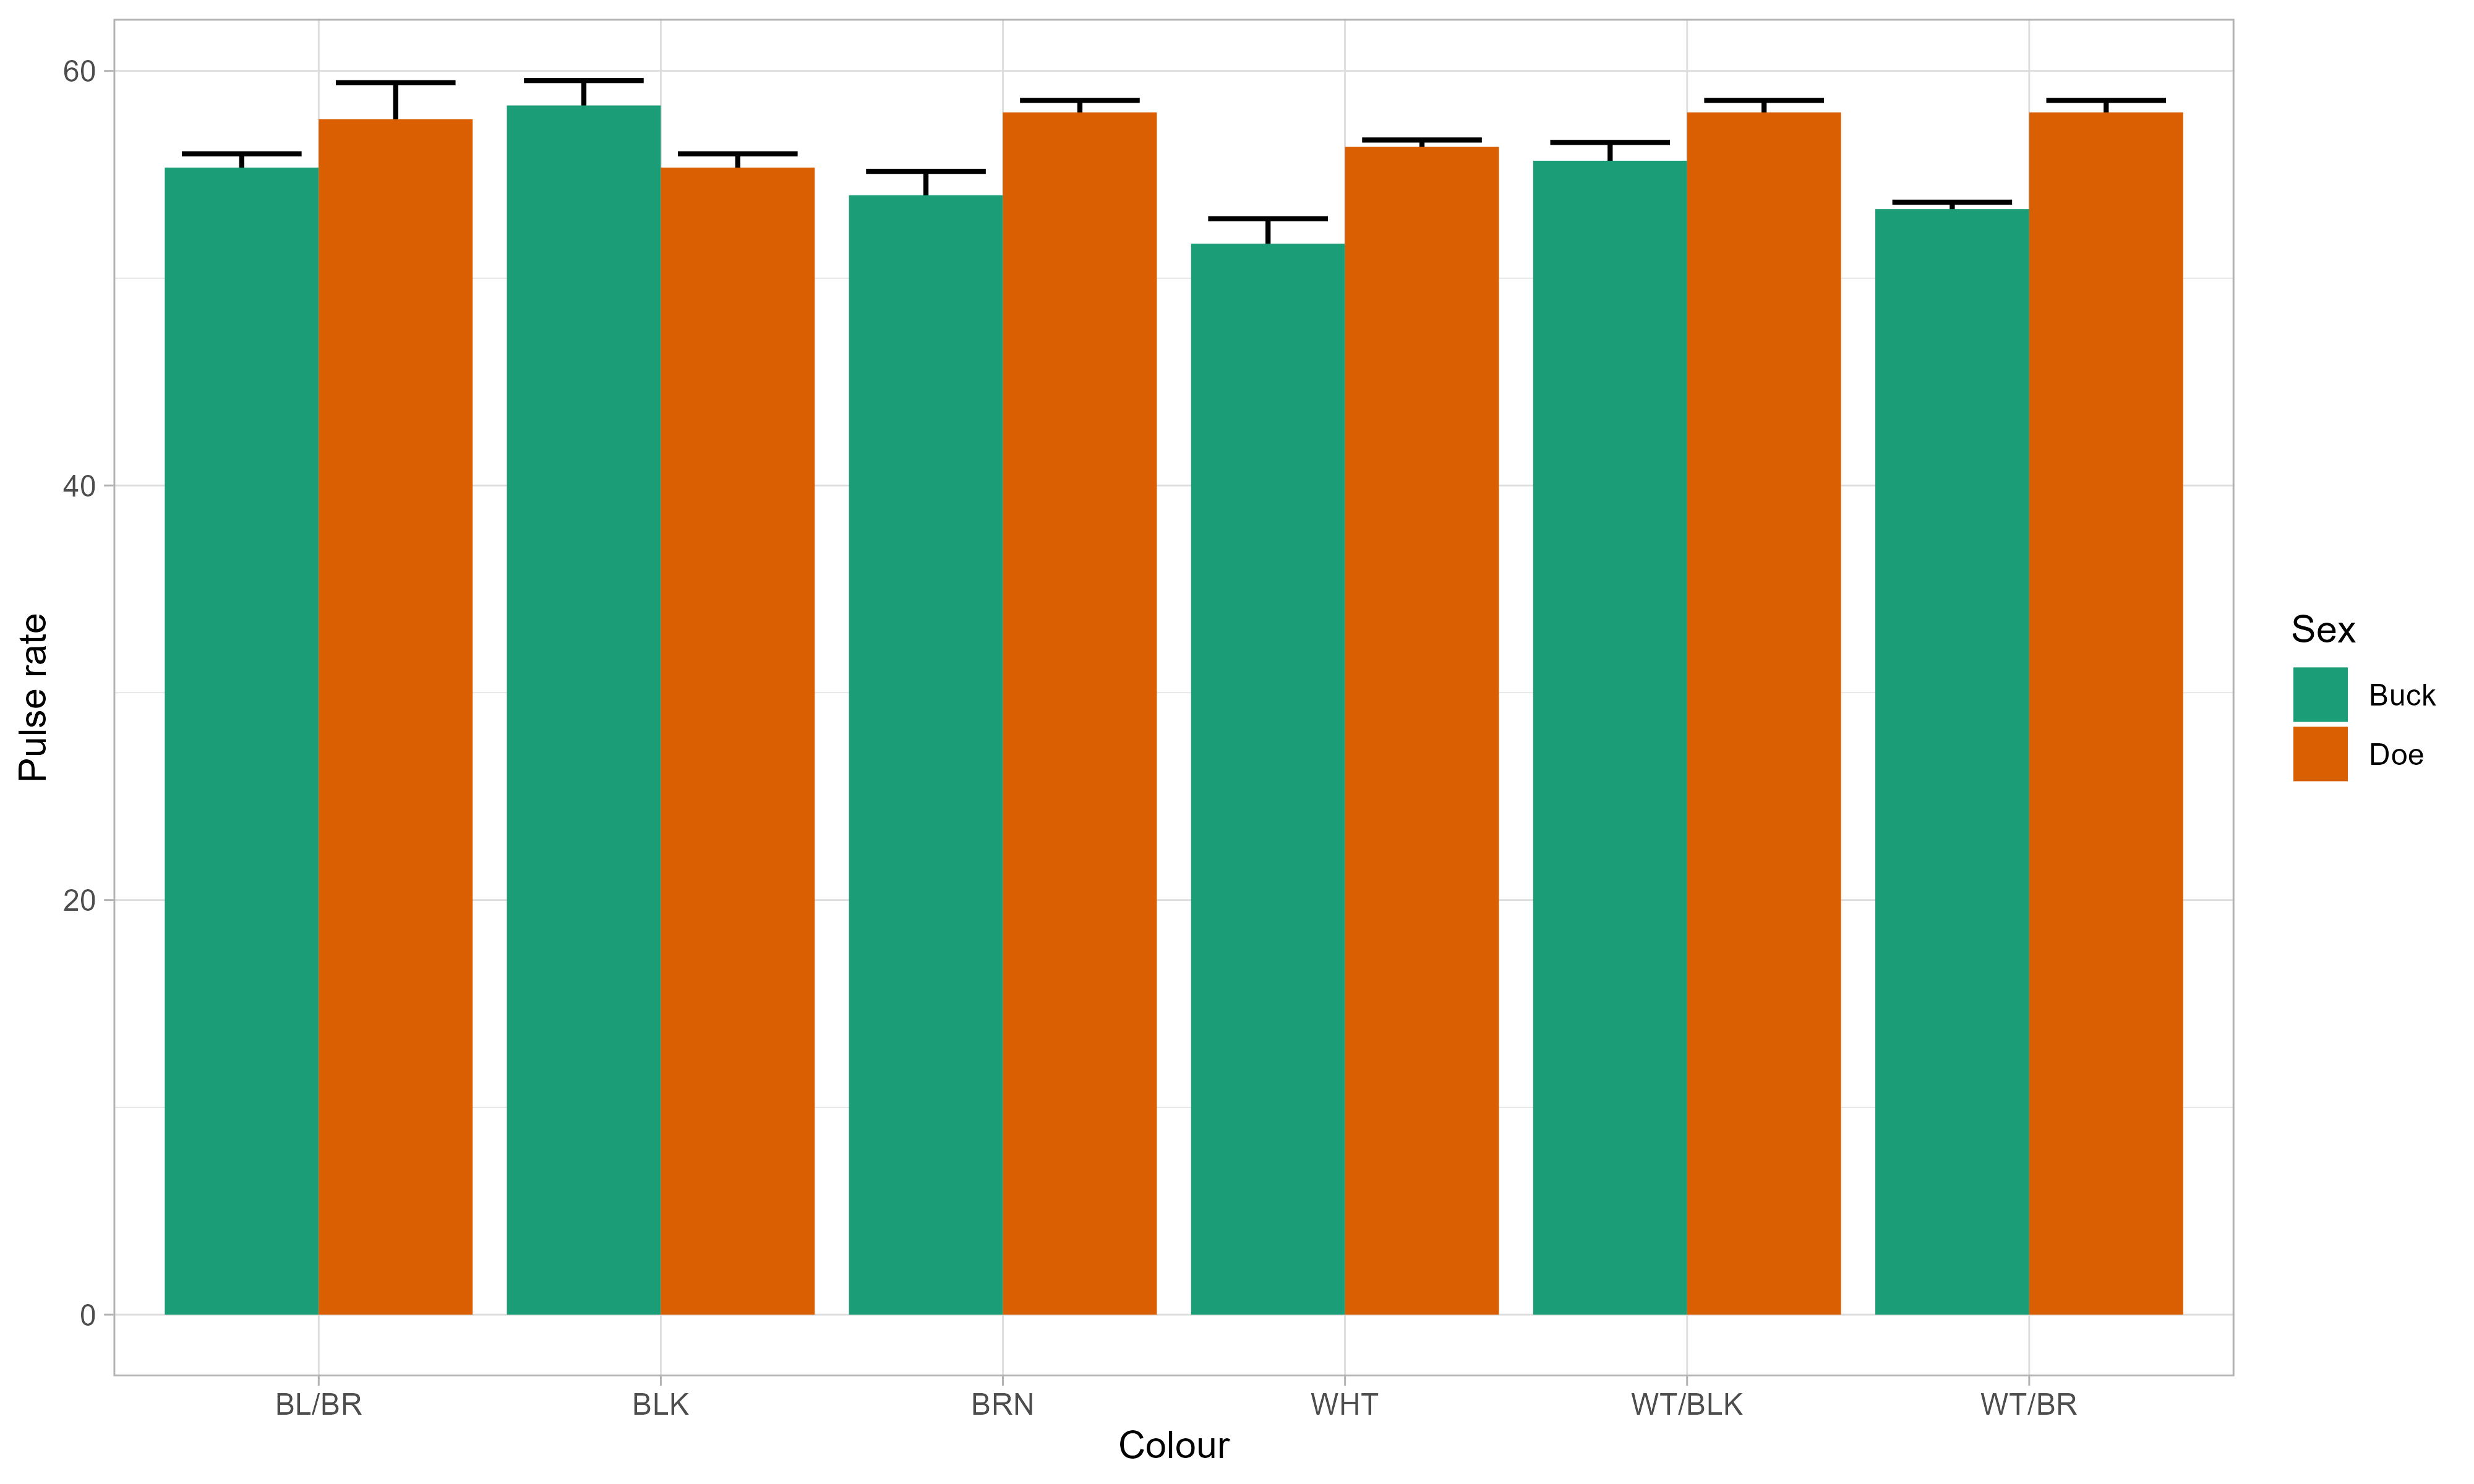 60
40
20
0
Pulse rate
BL/BR
BLK
BRN
WHT
WT/BLK
WT/BR
Colour
Sex
Buck
Doe